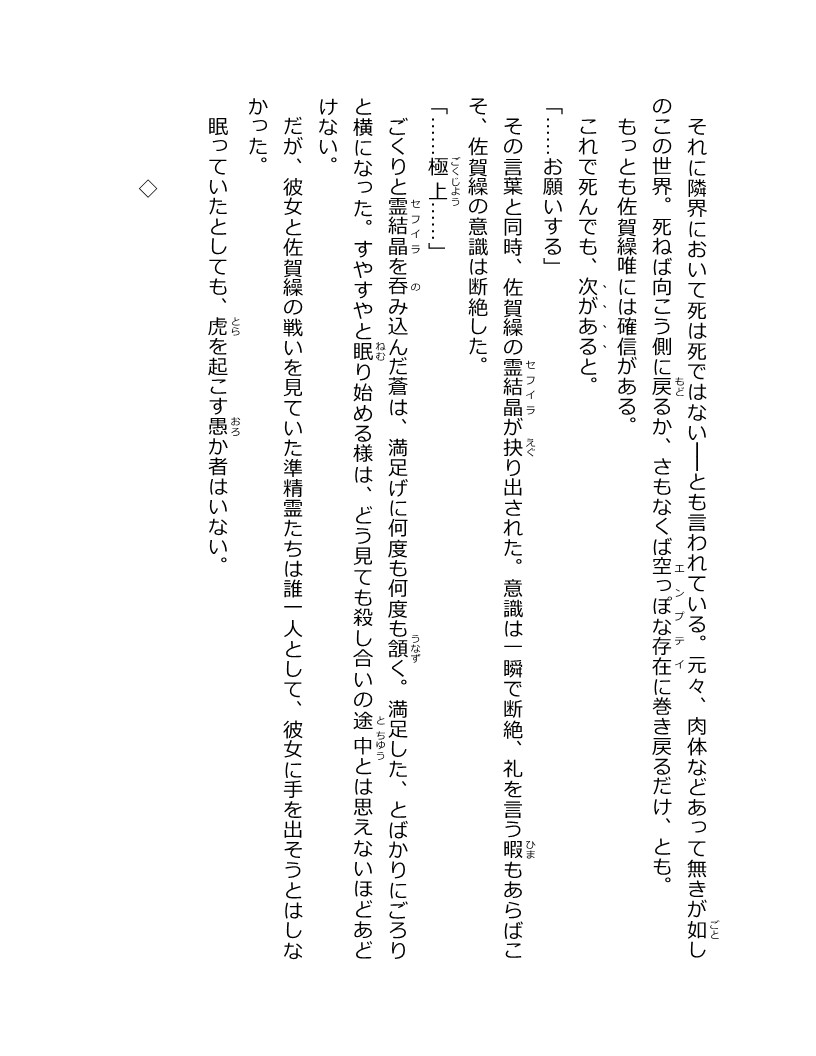 それに隣界において死は死ではない──とも言われている。元々、肉体などあって無きが如し
のこの世界。死ねば向こう側に戻るか、さもなくば空っぽな存在に巻き戻るだけ、とも。
もっとも佐賀繰唯には確信がある。
これで死んでも、次があると。
「……お願いする」
その言葉と同時、佐賀繰の霊結晶が抉り出された。意識は一瞬で断絶、礼を言う暇もあらばこ
そ、佐賀繰の意識は断絶した。
「……極上……」
ごくりと霊結晶を呑み込んだ蒼は、満足げに何度も何度も頷く。満足した、とばかりにごろり
と横になった。すやすやと眠り始める様は、どう見ても殺し合いの途中とは思えないほどあど
けない。
だが、彼女と佐賀繰の戦いを見ていた準精霊たちは誰一人として、彼女に手を出そうとはしな
かった。
眠っていたとしても、虎を起こす愚か者はいない。
◇